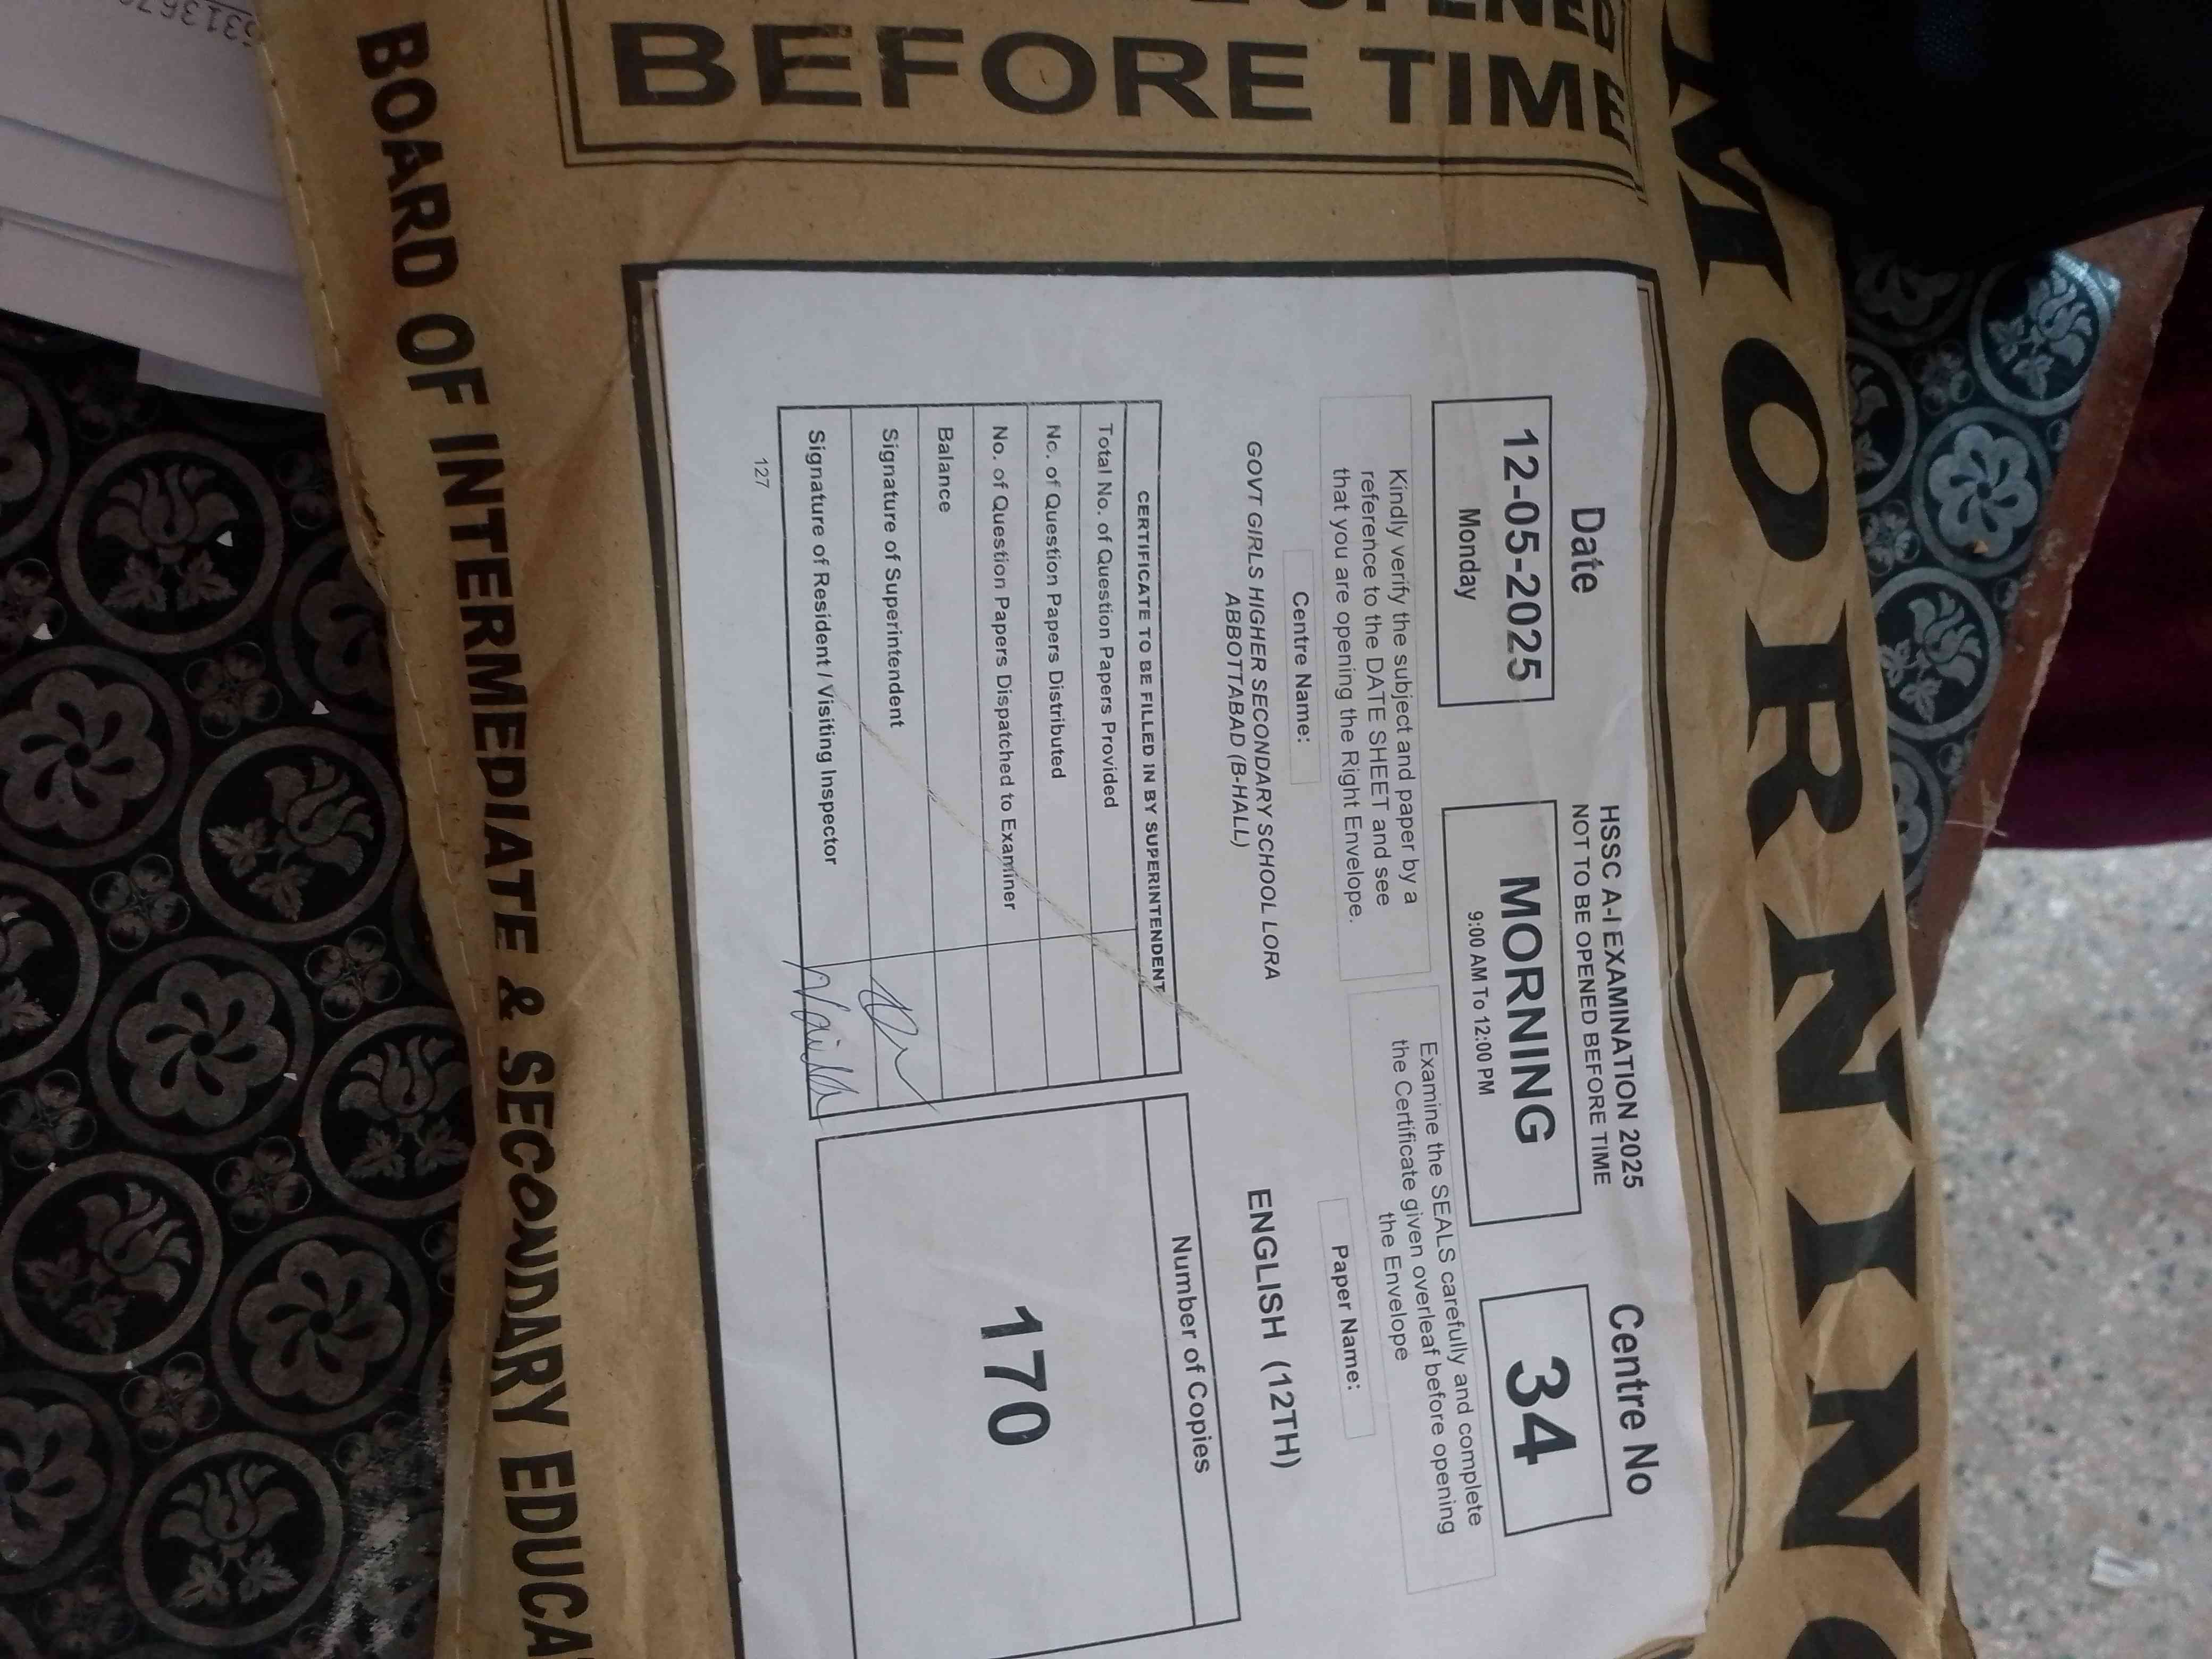 OPENED
BEFORE TIME
MORNIN
HSSC A-I EXAMINATION 2025
NOT TO BE OPENED BEFORE TIME
Date
12-05-2025
Monday
MORNING
9:00 AM To 12:00 PM
Centre No
34
Kindly verify the subject and paper by a
reference to the DATE SHEET and see
that you are opening the Right Envelope.
Examine the SEALS carefully and complete
the Certificate given overleaf before opening
the Envelope
Centre Name:
GOVT GIRLS HIGHER SECONDARY SCHOOL LORA
ABBOTTABAD (B-HALL)
Paper Name:
ENGLISH (12TH)
CERTIFICATE TO BE FILLED IN BY SUPERINTENDENT
Total No. of Question Papers Provided
No. of Question Papers Distributed
No. of Question Papers Dispatched to Examiner
Balance
Signature of Superintendent
Signature of Resident / Visiting Inspector
Number of Copies
170
127
BOARD OF INTERMEDIATE & SECONDARY EDUCA